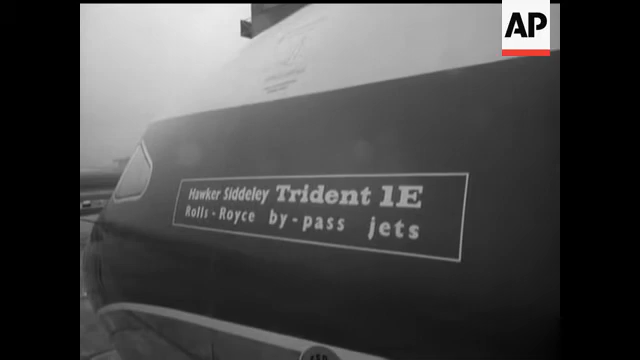 AP
Hawker Siddeley Trident 1E
Rolls-Royce by-pass jets